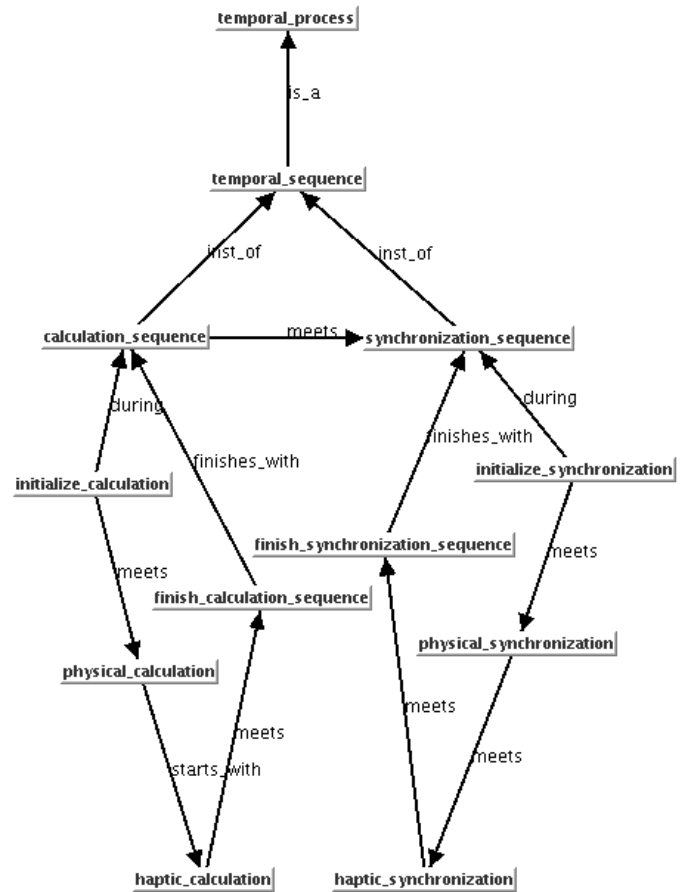 temporal_process
is_a
temporal_sequence
inst_of
inst_of
calculation_sequence
meets
synchronization_sequence
during
during
finishes_with
finishes_with
initialize_calculation
initialize_synchronization
finish_synchronization_sequence
meets
meets
finish_calculation_sequence
physical_calculation
physical_synchronization
meets
meets
starts_with
meets
haptic_calculation
haptic_synchronization